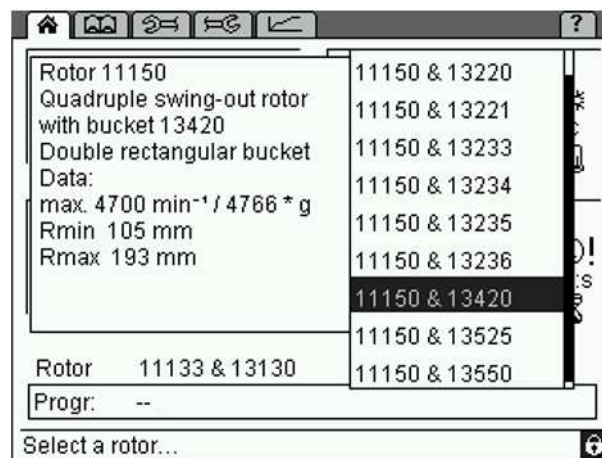 ?
Rotor 11150
Quadruple swing-out rotor
with bucket 13420
Double rectangular bucket
Data:
max. 4700 min⁻¹ / 4766 * g
Rmin 105 mm
Rmax 193 mm
11150 & 13220
11150 & 13221
11150 & 13233
11150 & 13234
11150 & 13235
11150 & 13236
11150 & 13420
11150 & 13525
11150 & 13550
Rotor 11133 & 13130
Progr: --
Select a rotor...